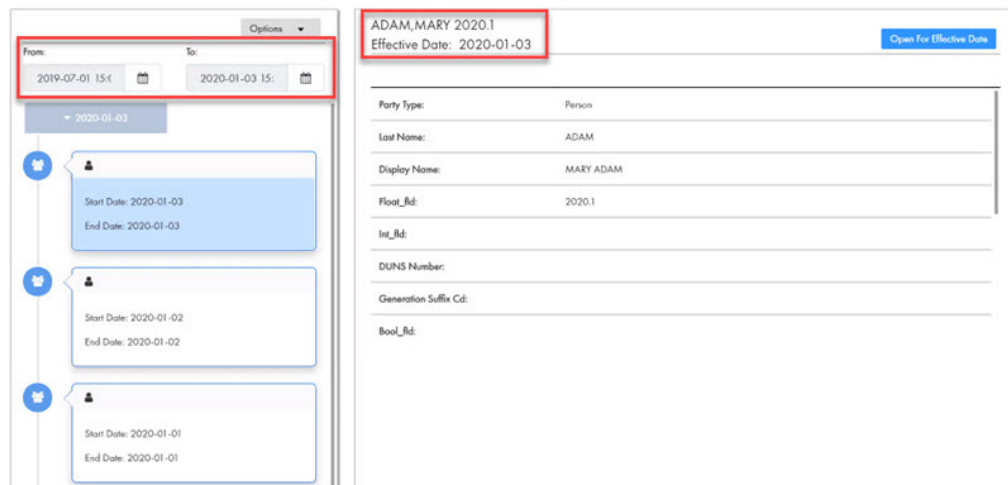 Options
From:
To:
2019-07-01 15:(
2020-01-03 15:
2020-01-03
Start Date: 2020-01-03
End Date: 2020-01-03
Start Date: 2020-01-02
End Date: 2020-01-02
Start Date: 2020-01-01
End Date: 2020-01-01
ADAM,MARY 2020.1
Effective Date: 2020-01-03
Open For Effective Date
Party Type: Person
Last Name: ADAM
Display Name: MARY ADAM
Float_fld: 2020.1
Int_fld:
DUNS Number:
Generation Suffix Cd:
Bool_fld: